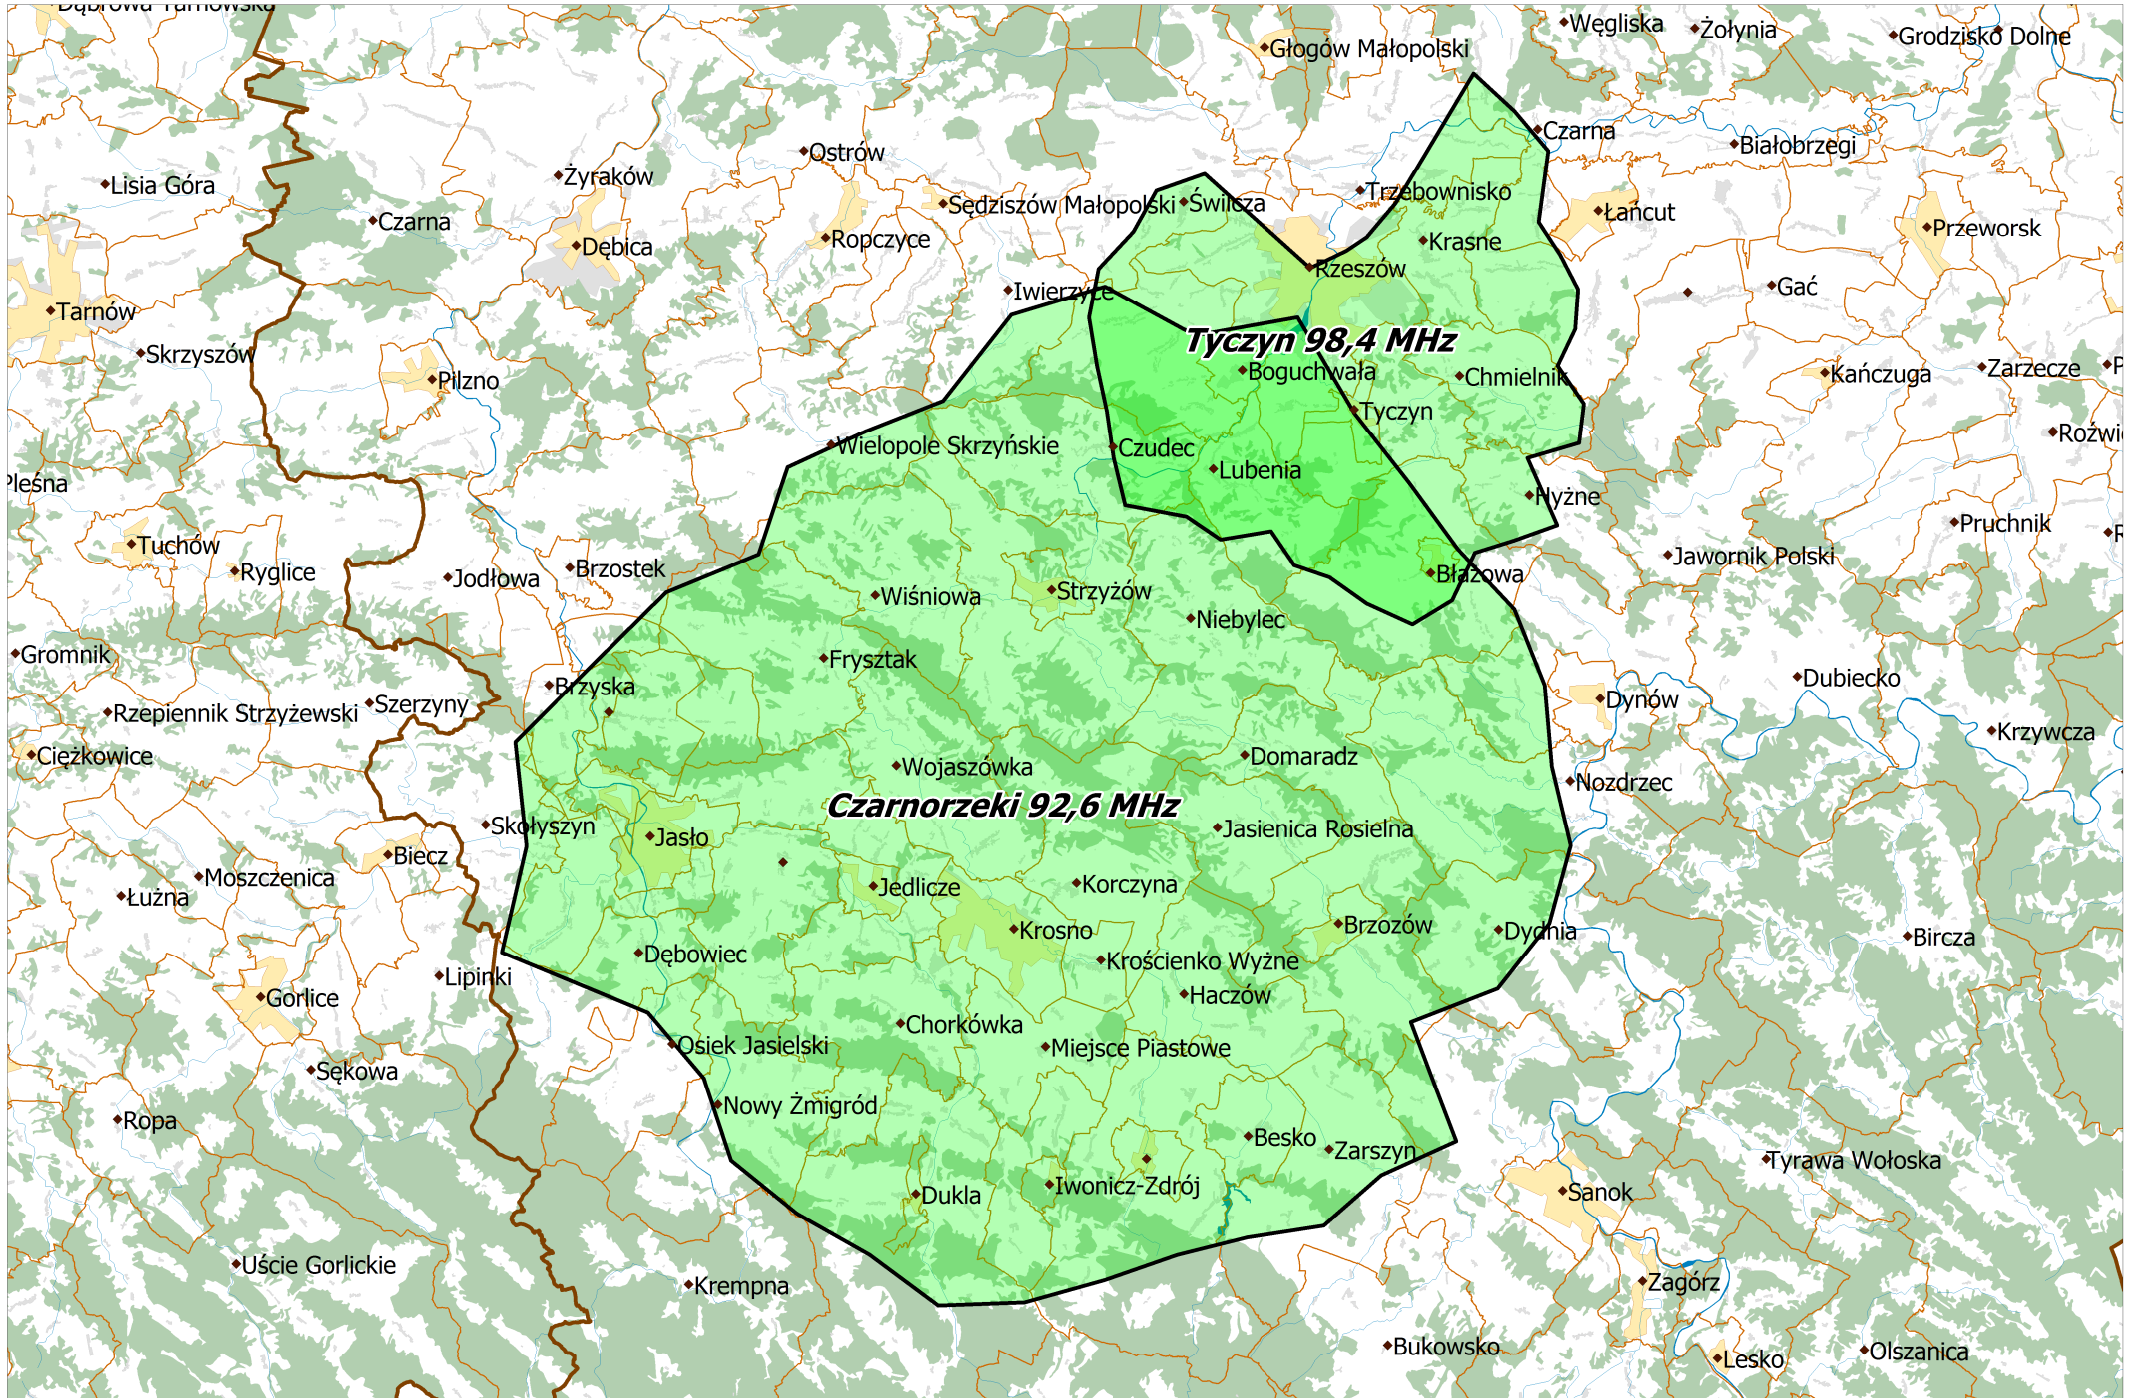 Dąbrowa Tarnowska
Węgliska
Żołynia
Grodzisko Dolne
Głogów Małopolski
Czarna
Białobrzegi
Ostrów
Żyraków
Lisia Góra
Trzebownisko
Sędziszów Małopolski
Świlcza
Łańcut
Czarna
Przeworsk
Ropczyce
Krasne
Dębica
Rzeszów
Gać
Iwierzyce
Tarnów
Tyczyn 98,4 MHz
Skrzyszów
Boguchwała
Chmielnik
Kańczuga
Zarzecze
P
Pilzno
Tyczyn
Roźwi
Wielopole Skrzyńskie
Czudec
Lubenia
Pleśna
Hyżne
Pruchnik
R
Tuchów
Jawornik Polski
Ryglice
Jodłowa
Brzostek
Błażowa
Strzyżów
Wiśniowa
Niebylec
Gromnik
Frysztak
Dubiecko
Brzyska
Dynów
Szerzyny
Rzepiennik Strzyżewski
Krzywcza
Ciężkowice
Domaradz
Wojaszówka
Nozdrzec
Czarnorzeki 92,6 MHz
Skołyszyn
Jasło
Jasienica Rosielna
Biecz
Moszczenica
Jedlicze
Korczyna
Łużna
Brzozów
Krosno
Dydnia
Bircza
Dębowiec
Krościenko Wyżne
Lipinki
Haczów
Gorlice
Chorkówka
Osiek Jasielski
Miejsce Piastowe
Sękowa
Nowy Żmigród
Ropa
Besko
Zarszyn
Tyrawa Wołoska
Iwonicz-Zdrój
Dukla
Sanok
Uście Gorlickie
Krempna
Zagórz
Bukowsko
Olszanica
Lesko